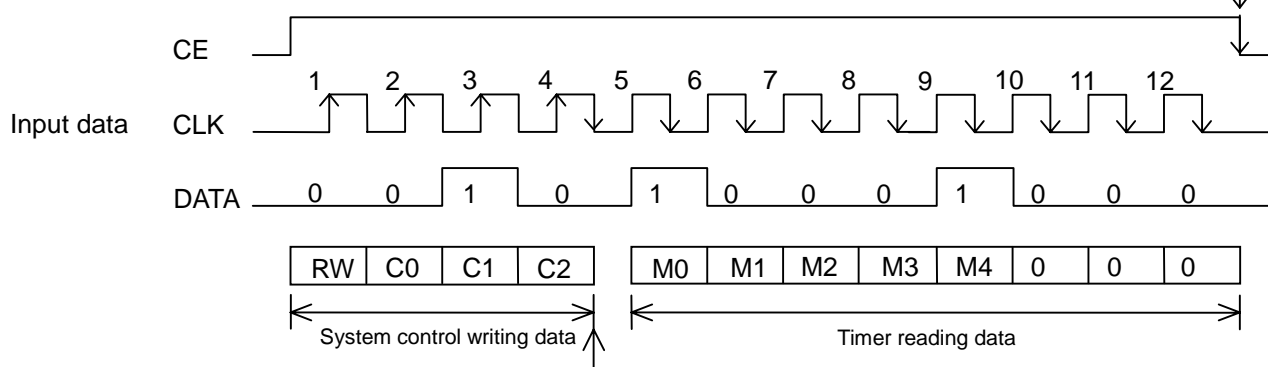 CE
1 2 3 4 5 6 7 8 9 10 11 12
Input data CLK
DATA 0 0 1 0 1 0 0 0 1 0 0 0
RW C0 C1 C2 M0 M1 M2 M3 M4 0 0 0
System control writing data Timer reading data